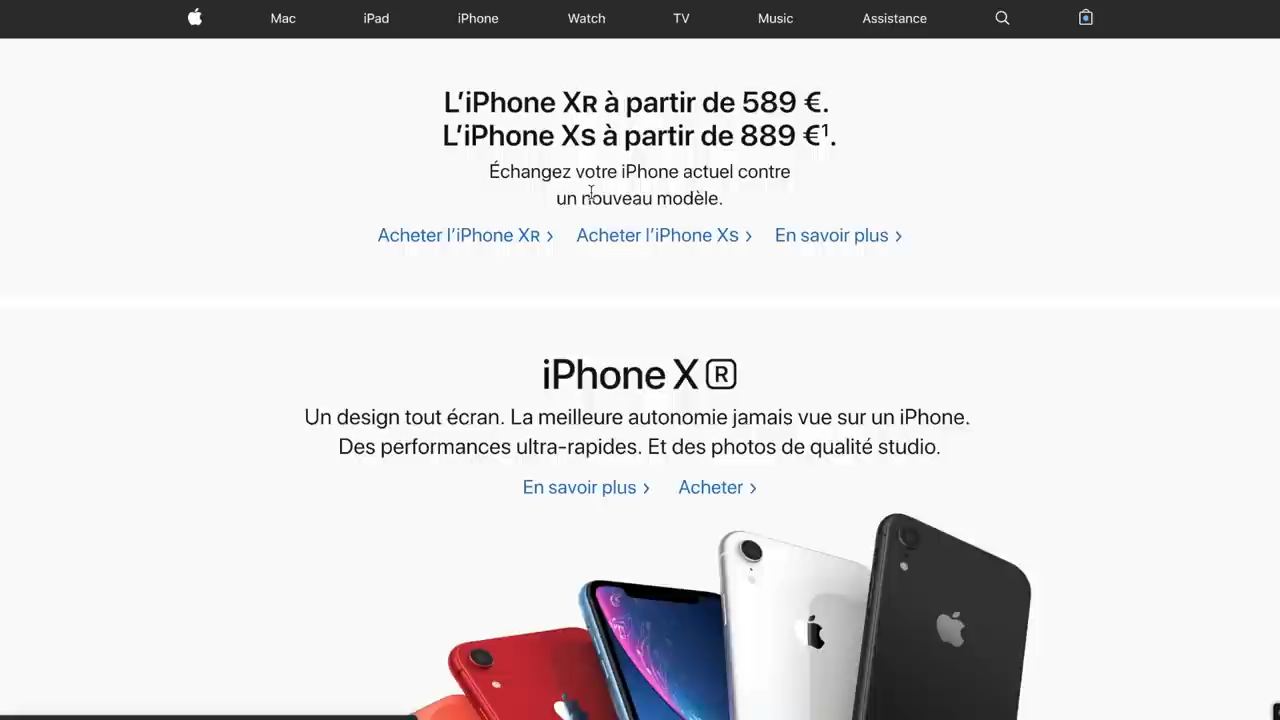 Mac iPad iPhone Watch TV Music Assistance
L’iPhone XR à partir de 589 €.
L’iPhone XS à partir de 889 €¹.
Échangez votre iPhone actuel contre
un nouveau modèle.
Acheter l’iPhone XR > Acheter l’iPhone XS > En savoir plus >
iPhone XR
Un design tout écran. La meilleure autonomie jamais vue sur un iPhone.
Des performances ultra-rapides. Et des photos de qualité studio.
En savoir plus > Acheter >